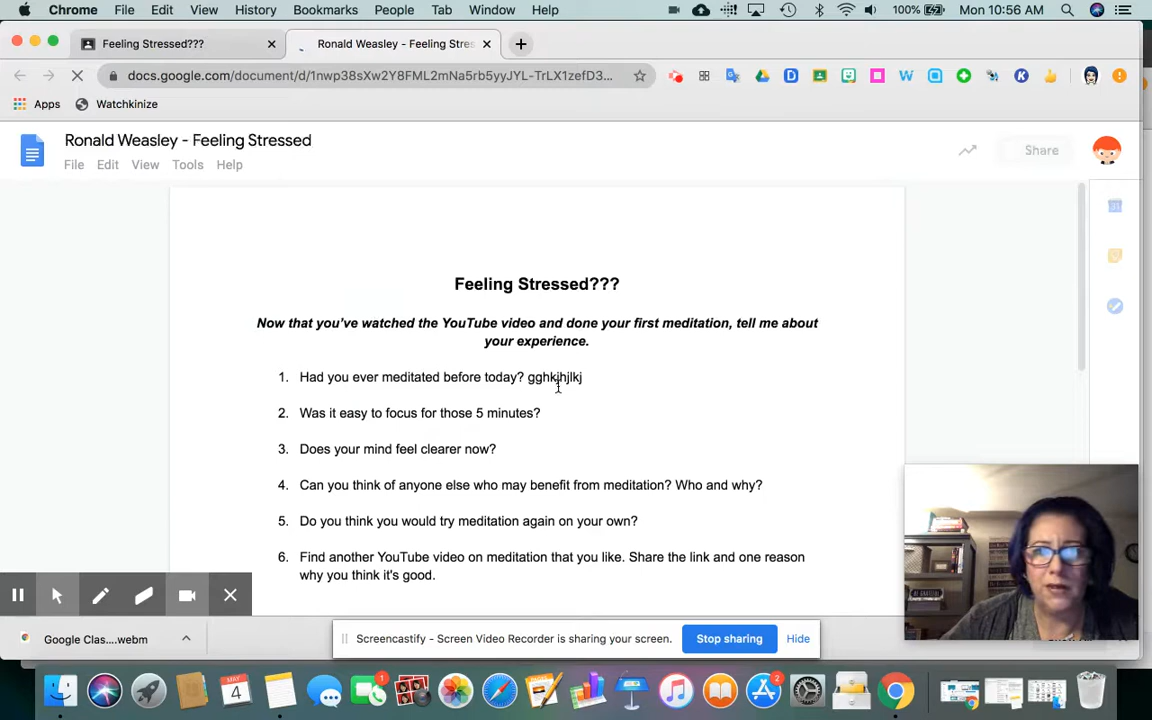 Chrome File Edit View History Bookmarks People Tab Window Help 100% Mon 10:56 AM
Feeling Stressed??? Ronald Weasley - Feeling Stres
docs.google.com/document/d/1nwp38sXw2Y8FML2mNa5rb5yyJYL-TrLX1zefD3...
Apps Watchkinize
Ronald Weasley - Feeling Stressed
File Edit View Tools Help
Share
Feeling Stressed???
Now that you've watched the YouTube video and done your first meditation, tell me about
your experience.
1. Had you ever meditated before today? gghkjhjlkj
2. Was it easy to focus for those 5 minutes?
3. Does your mind feel clearer now?
4. Can you think of anyone else who may benefit from meditation? Who and why?
5. Do you think you would try meditation again on your own?
6. Find another YouTube video on meditation that you like. Share the link and one reason
why you think it's good.
Google Clas....webm
Screencastify - Screen Video Recorder is sharing your screen. Stop sharing Hide
MAY
4
1
2